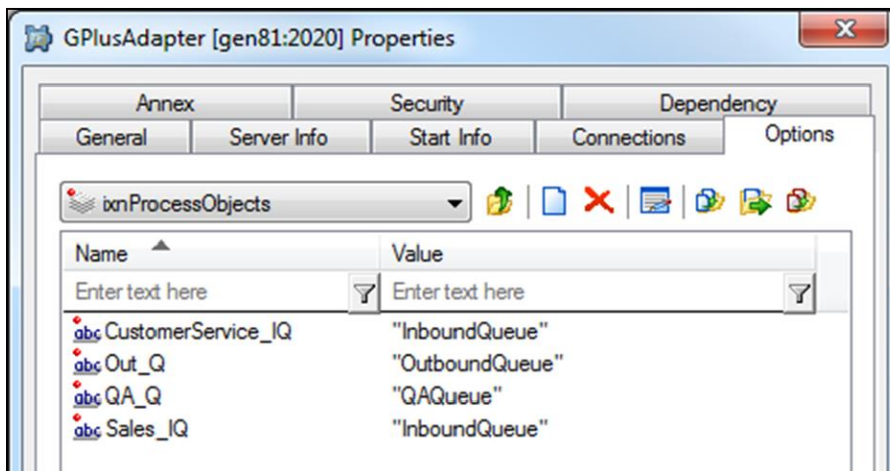 GPlusAdapter [gen81:2020] Properties
Annex Security Dependency
General Server Info Start Info Connections Options
ixnProcessObjects
Name Value
Enter text here Enter text here
abc CustomerService_IQ "InboundQueue"
abc Out_Q "OutboundQueue"
abc QA_Q "QAQueue"
abc Sales_IQ "InboundQueue"